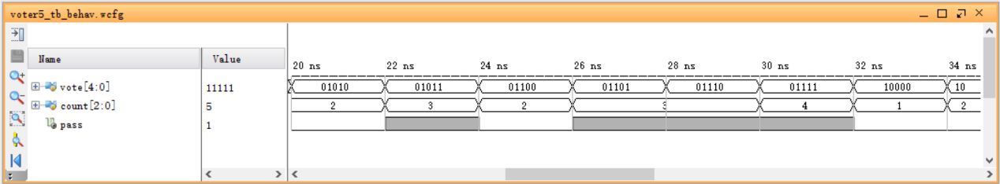 voter5_tb_behav.wcfg
Name Value
20 ns 22 ns 24 ns 26 ns 28 ns 30 ns 32 ns 34 ns
vote[4:0] 11111 01010 01011 01100 01101 01110 01111 10000 10
count[2:0] 5 2 3 2 3 4 1 2
pass 1